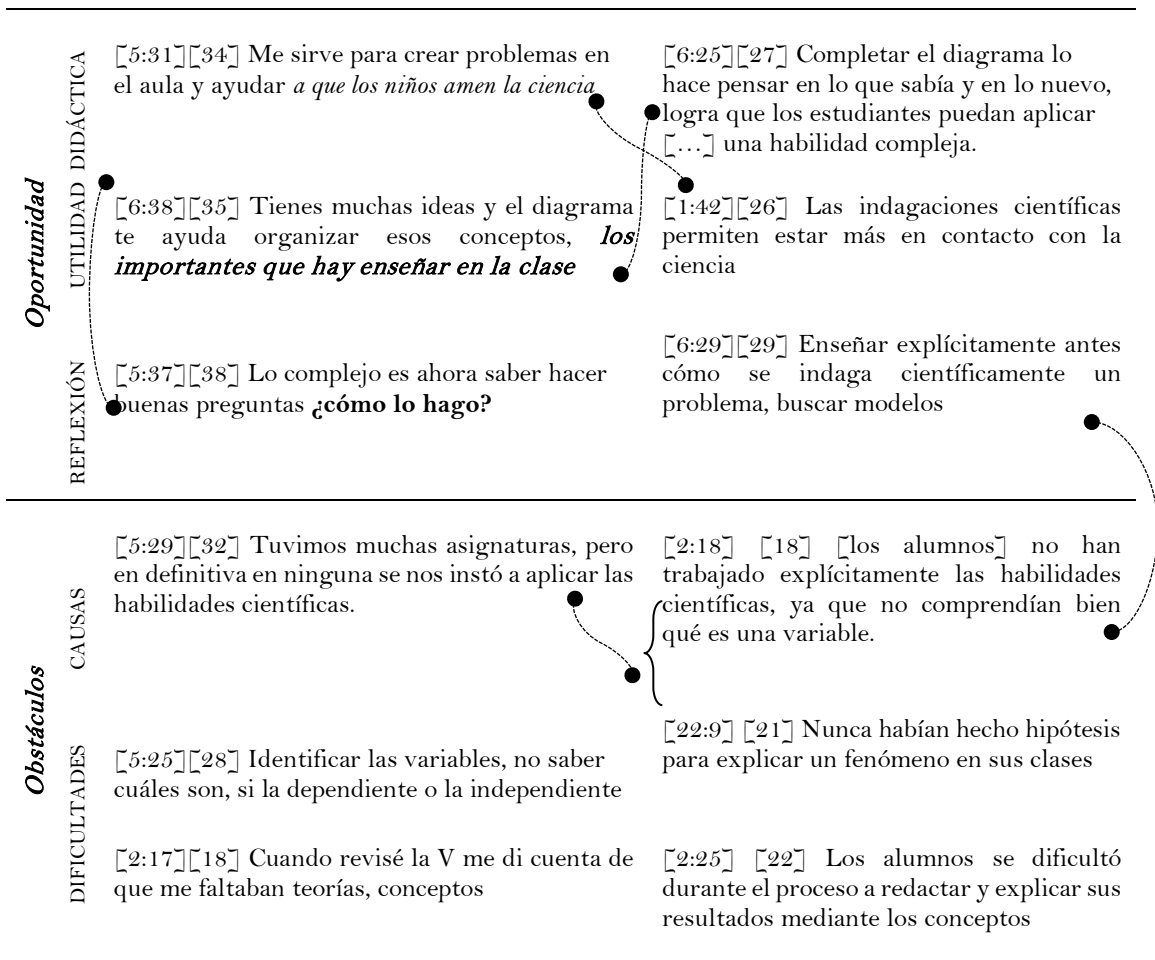 Oportunidad
UTILIDAD DIDÁCTICA
[5:31][34] Me sirve para crear problemas en
el aula y ayudar a que los niños amen la ciencia
[6:25][27] Completar el diagrama lo
hace pensar en lo que sabía y en lo nuevo,
logra que los estudiantes puedan aplicar
[…] una habilidad compleja.
[6:38][35] Tienes muchas ideas y el diagrama
te ayuda organizar esos conceptos, los
importantes que hay enseñar en la clase
[1:42][26] Las indagaciones científicas
permiten estar más en contacto con la
ciencia
REFLEXIÓN
[5:37][38] Lo complejo es ahora saber hacer
buenas preguntas ¿cómo lo hago?
[6:29][29] Enseñar explícitamente antes
cómo se indaga científicamente un
problema, buscar modelos
Obstáculos
CAUSAS
[5:29][32] Tuvimos muchas asignaturas, pero
en definitiva en ninguna se nos instó a aplicar las
habilidades científicas.
[2:18] [18] [los alumnos] no han
trabajado explícitamente las habilidades
científicas, ya que no comprendían bien
qué es una variable.
[22:9] [21] Nunca habían hecho hipótesis
para explicar un fenómeno en sus clases
DIFICULTADES
[5:25][28] Identificar las variables, no saber
cuáles son, si la dependiente o la independiente
[2:17][18] Cuando revisé la V me di cuenta de
que me faltaban teorías, conceptos
[2:25] [22] Los alumnos se dificultó
durante el proceso a redactar y explicar sus
resultados mediante los conceptos